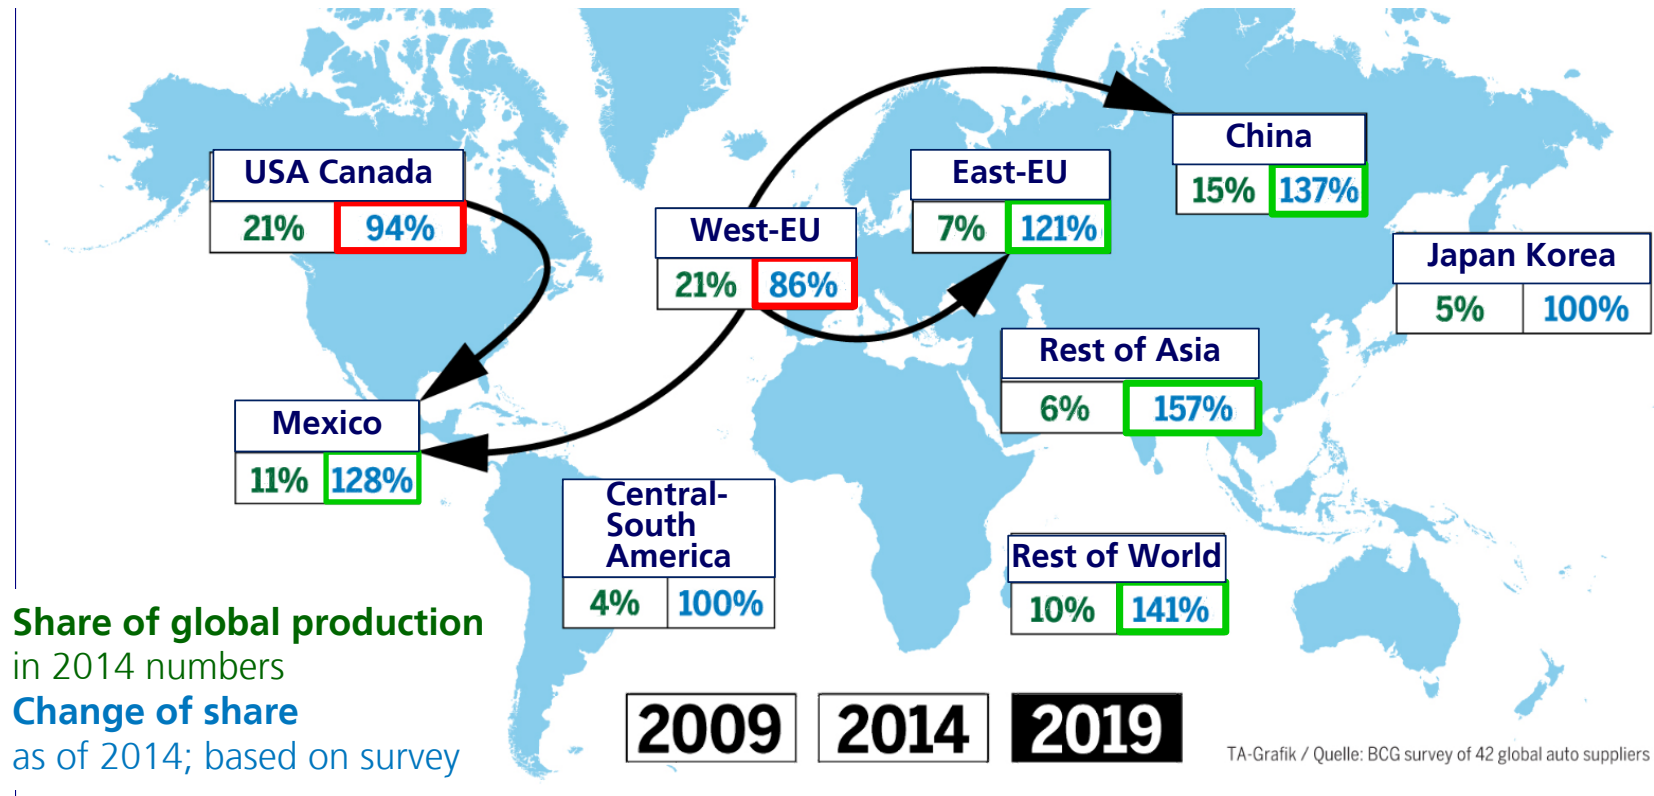 China
15% 137%
USA Canada
21% 94%
East-EU
7% 121%
West-EU
21% 86%
Japan Korea
5% 100%
Rest of Asia
6% 157%
Mexico
11% 128%
Central-
South
America
4% 100%
Rest of World
10% 141%
Share of global production
in 2014 numbers
Change of share
as of 2014; based on survey
2009 2014 2019
TA-Grafik / Quelle: BCG survey of 42 global auto suppliers